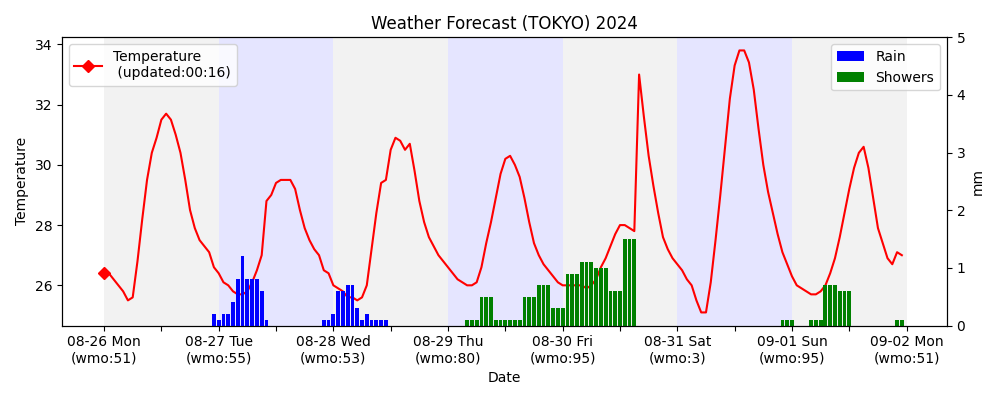 Weather Forecast (TOKYO) 2024
Temperature
(updated:00:16)
Rain
Showers
34
32
30
28
26
Temperature
5
4
3
2
1
0
mm
08-26 Mon
(wmo:51)
08-27 Tue
(wmo:55)
08-28 Wed
(wmo:53)
08-29 Thu
(wmo:80)
08-30 Fri
(wmo:95)
08-31 Sat
(wmo:3)
09-01 Sun
(wmo:95)
09-02 Mon
(wmo:51)
Date